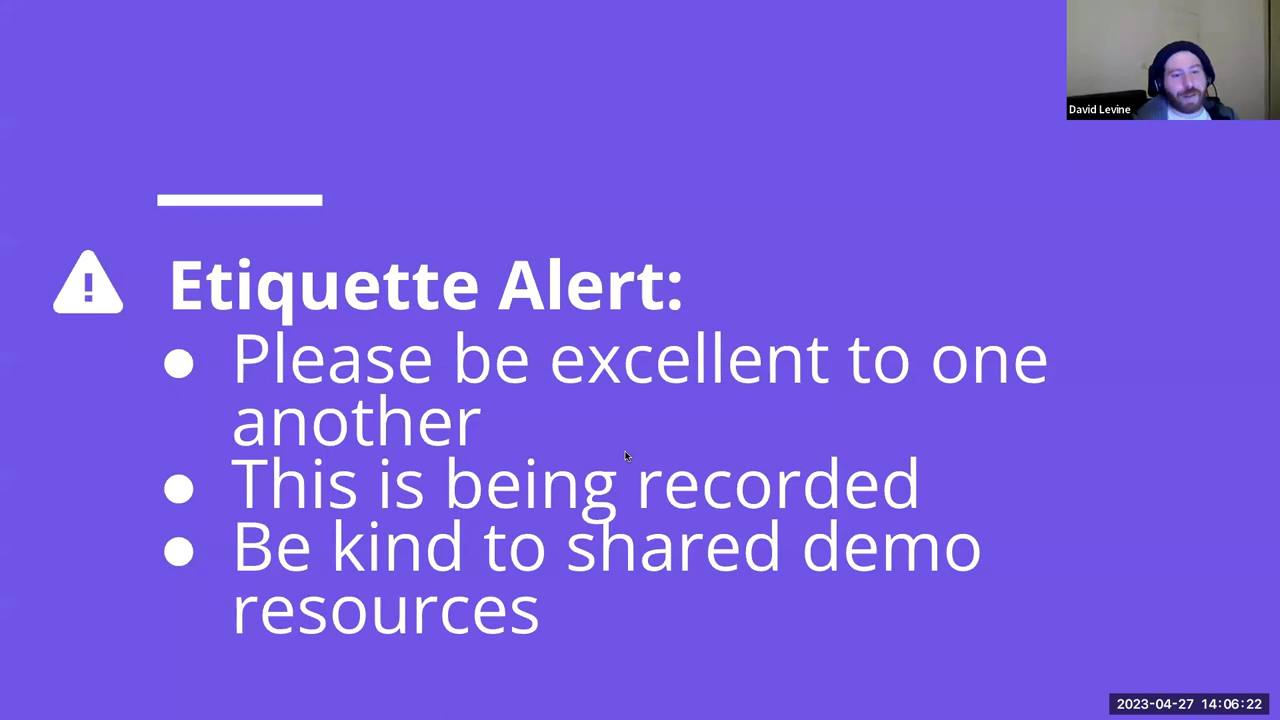 David Levine
Etiquette Alert:
● Please be excellent to one
another
● This is being recorded
● Be kind to shared demo
resources
2023-04-27 14:06:22